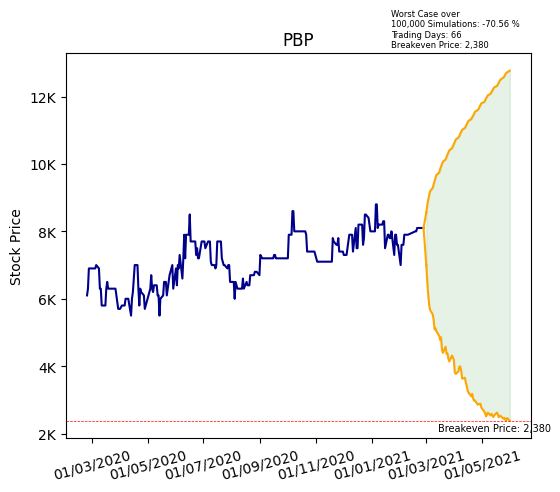 Worst Case over
100,000 Simulations: -70.56 %
Trading Days: 66
Breakeven Price: 2,380
PBP
Stock Price
12K
10K
8K
6K
4K
2K
Breakeven Price: 2,380
01/03/2020
01/05/2020
01/07/2020
01/09/2020
01/11/2020
01/01/2021
01/03/2021
01/05/2021